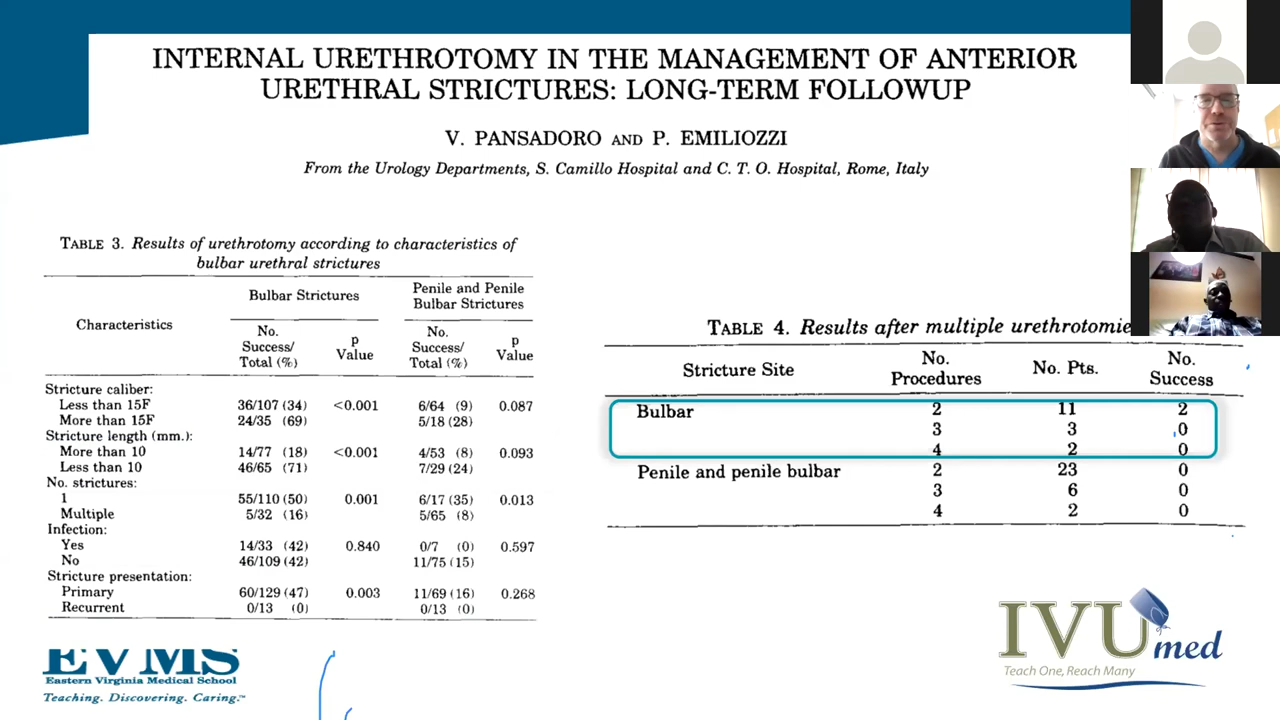 INTERNAL URETHROTOMY IN THE MANAGEMENT OF ANTERIOR
URETHRAL STRICTURES: LONG-TERM FOLLOWUP
V. PANSADORO AND P. EMILIOZZI
From the Urology Departments, S. Camillo Hospital and C. T. O. Hospital, Rome, Italy
TABLE 3. Results of urethrotomy according to characteristics of
bulbar urethral strictures
Characteristics
Bulbar Strictures
Penile and Penile
Bulbar Strictures
No.
Success/
Total (%)
p
Value
No.
Success/
Total (%)
p
Value
Stricture caliber:
Less than 15F 36/107 (34) <0.001 6/64 (9) 0.087
More than 15F 24/35 (69) 5/18 (28)
Stricture length (mm.):
More than 10 14/77 (18) <0.001 4/53 (8) 0.093
Less than 10 46/65 (71) 7/29 (24)
No. strictures:
1 55/110 (50) 0.001 6/17 (35) 0.013
Multiple 5/32 (16) 5/65 (8)
Infection:
Yes 14/33 (42) 0.840 0/7 (0) 0.597
No 46/109 (42) 11/75 (15)
Stricture presentation:
Primary 60/129 (47) 0.003 11/69 (16) 0.268
Recurrent 0/13 (0) 0/13 (0)
TABLE 4. Results after multiple urethrotomie
Stricture Site
No.
Procedures
No. Pts.
No.
Success
Bulbar 2 11 2
3 3 0
4 2 0
Penile and penile bulbar 2 23 0
3 6 0
4 2 0
EVMS
Eastern Virginia Medical School
Teaching. Discovering. Caring.™
IVUmed
Teach One, Reach Many